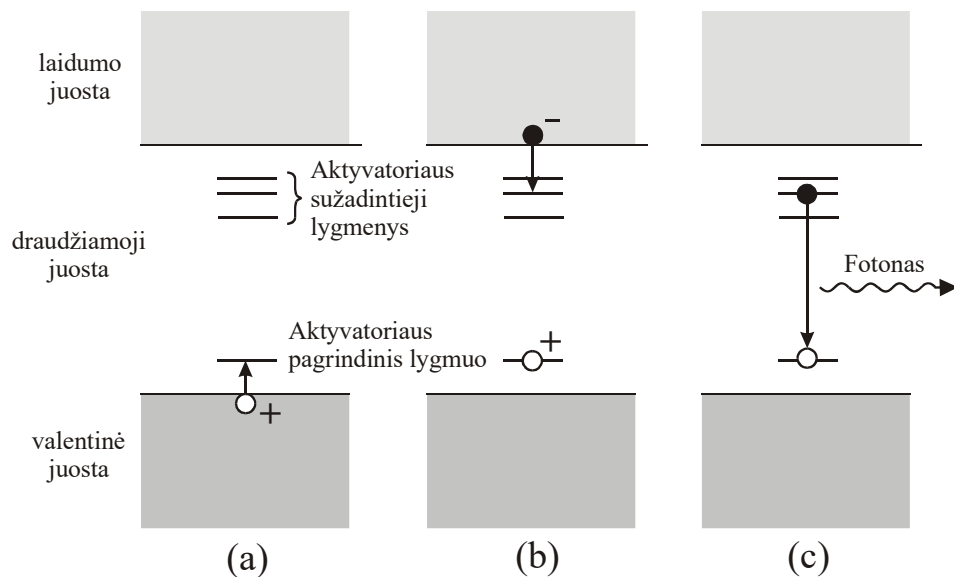 laidumo
juosta
draudžiamoji
juosta
valentinė
juosta
Aktyvatoriaus
sužadintieji
lygmenys
Aktyvatoriaus
pagrindinis lygmuo
+
(a)
−
+
(b)
Fotonas
(c)